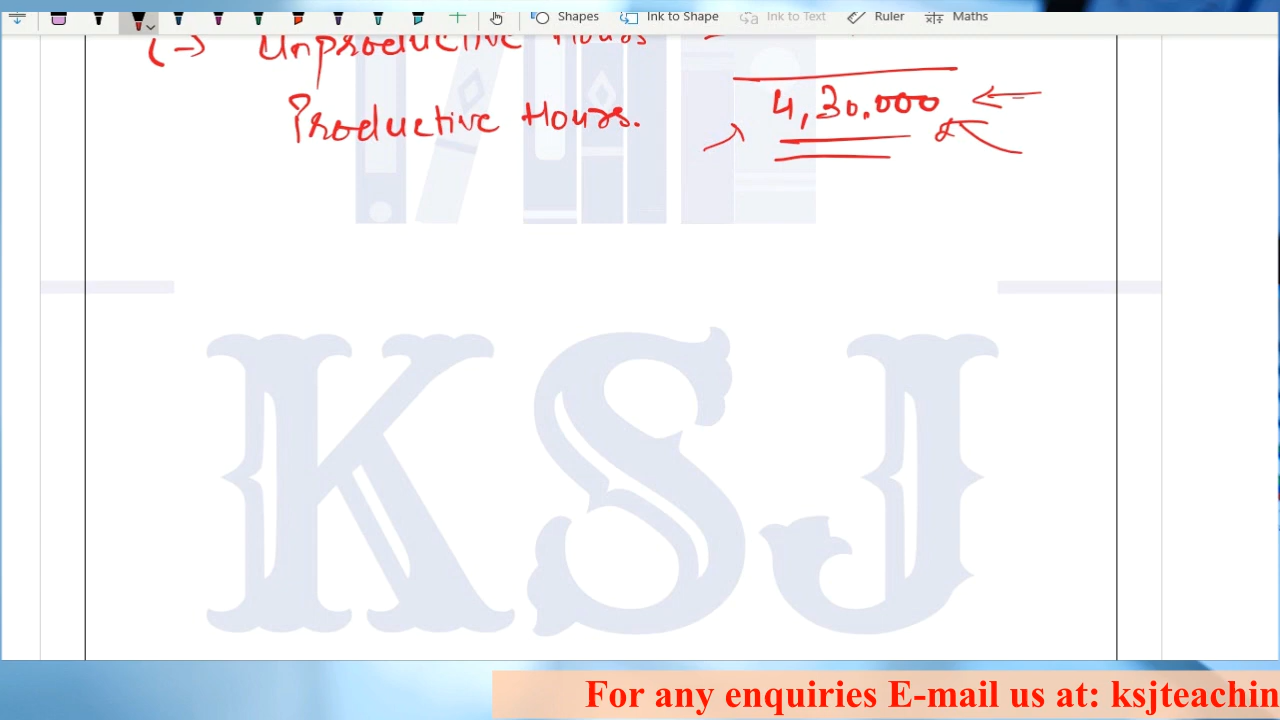 Shapes Ink to Shape Ink to Text Ruler Maths
(-) Unproductive Hours
4,30,000
Productive Hours.
KSJ
For any enquiries E-mail us at: ksjteachin